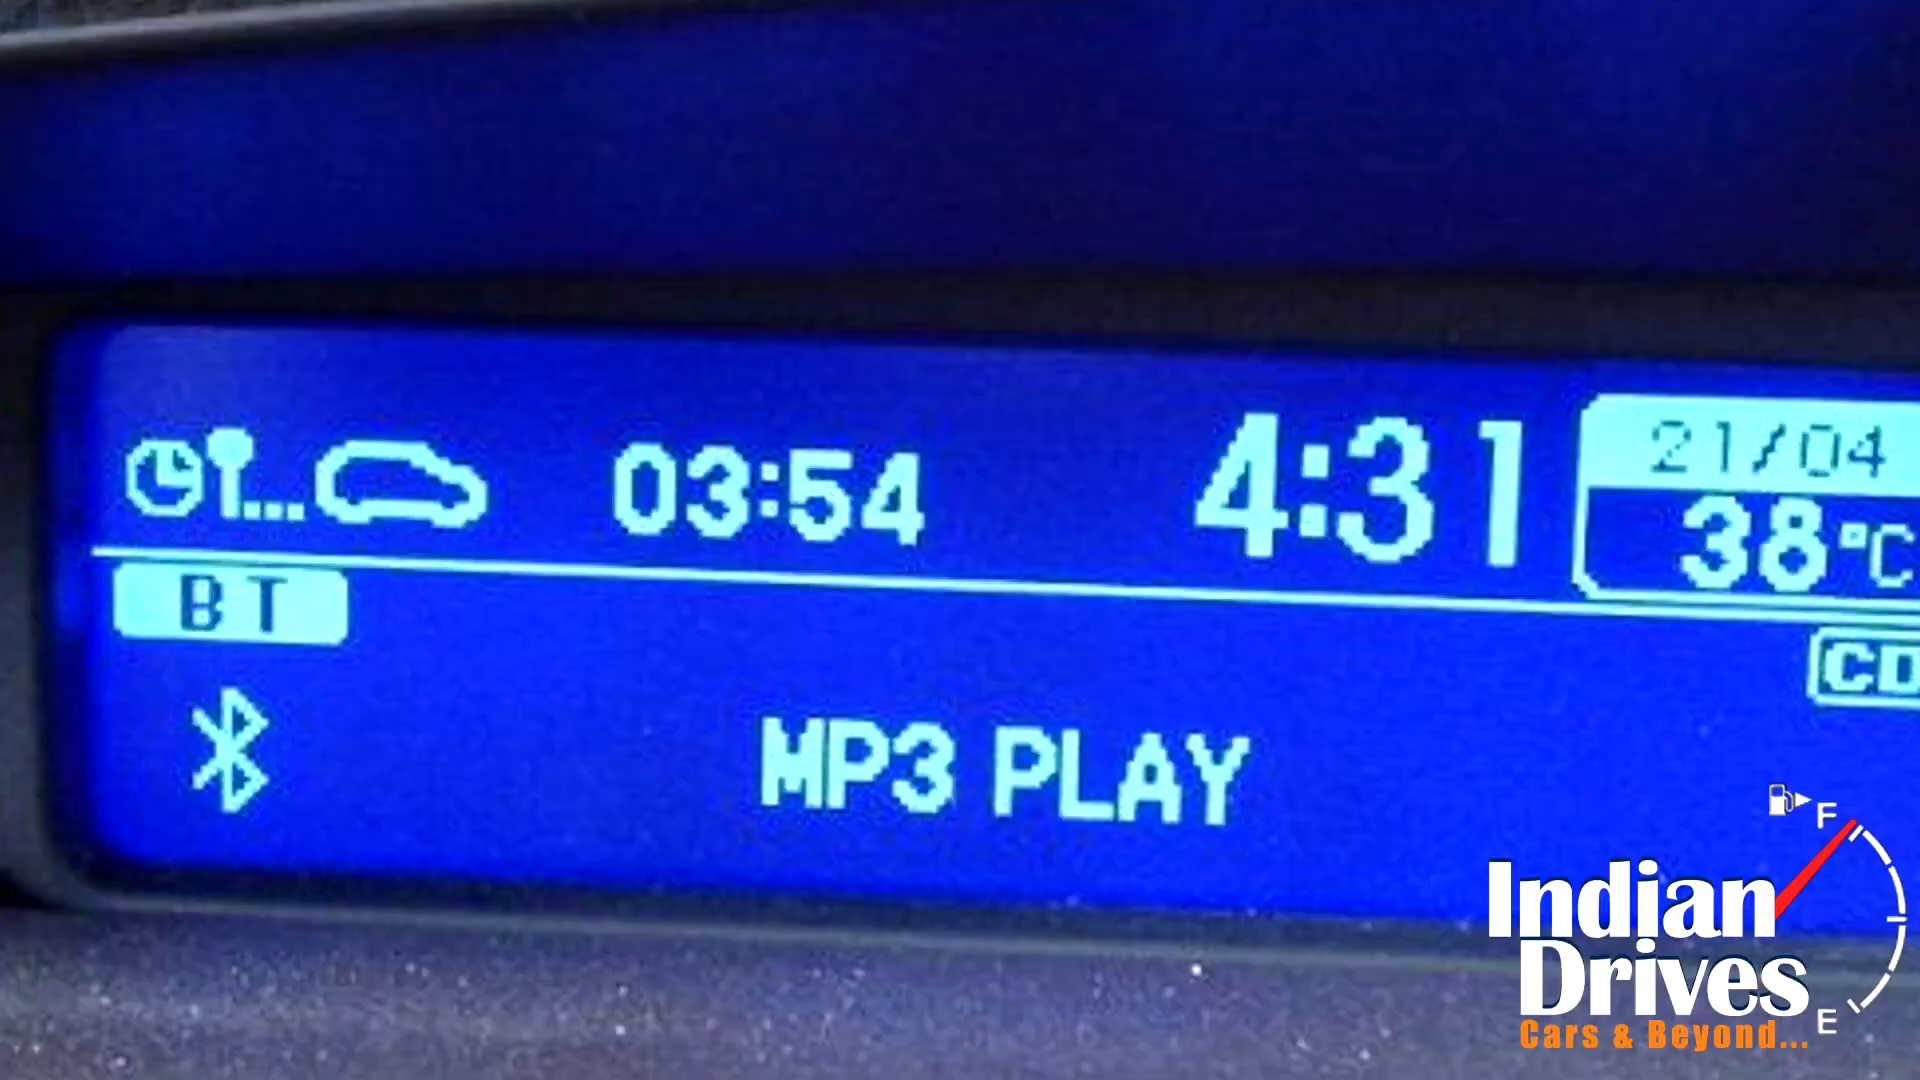 03:54
4:31
21/04
38°C
BT
CD
MP3 PLAY
F
Indian
Drives
Cars & Beyond...
E